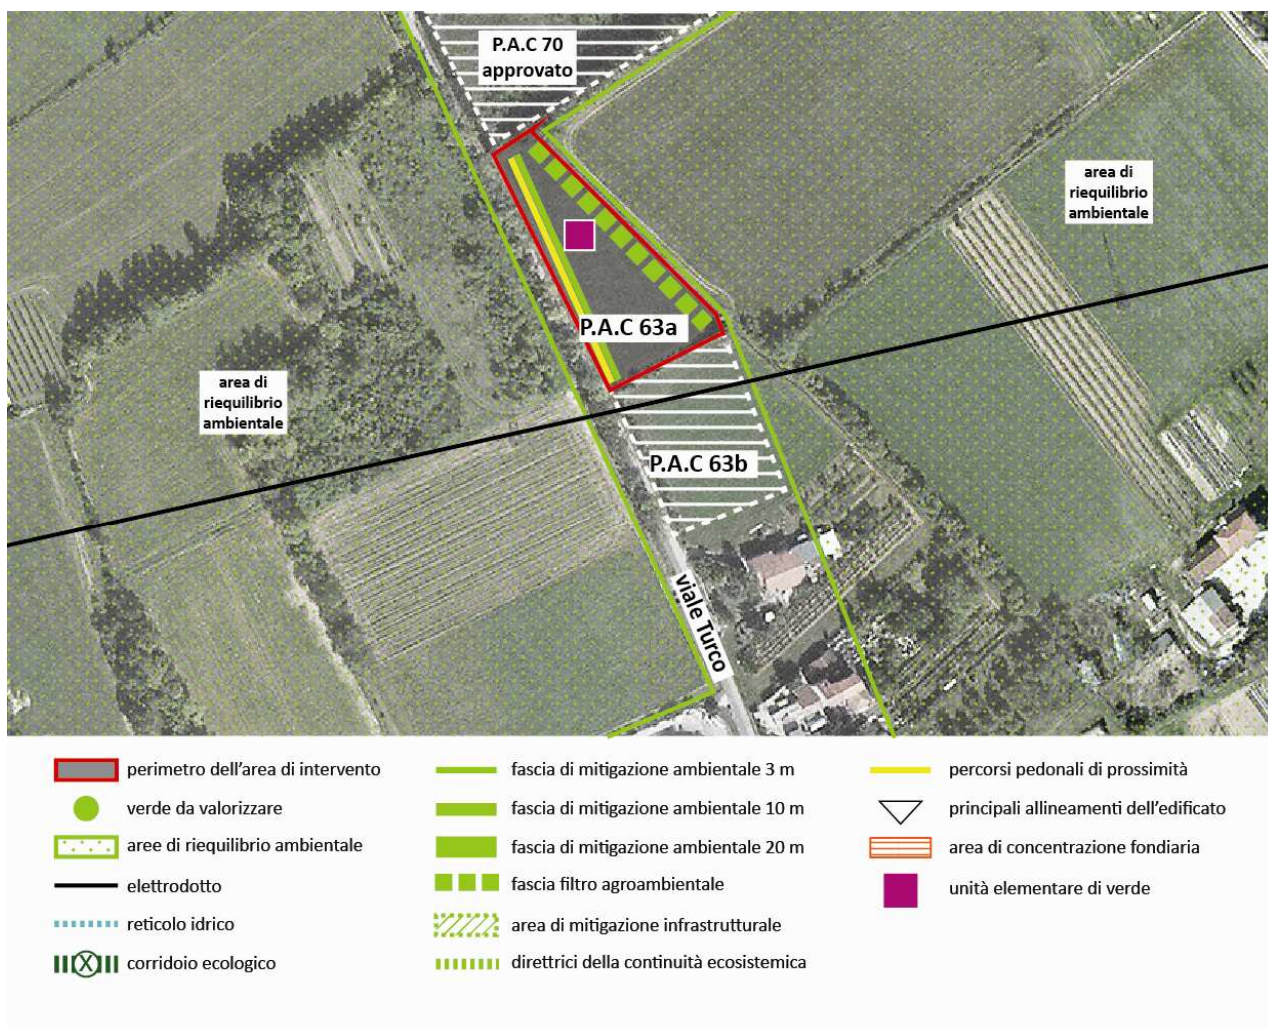 P.A.C 70
approvato
area di
riequilibrio
ambientale
P.A.C 63a
area di
riequilibrio
ambientale
P.A.C 63b
viale Turco
perimetro dell'area di intervento
verde da valorizzare
aree di riequilibrio ambientale
elettrodotto
reticolo idrico
X corridoio ecologico
fascia di mitigazione ambientale 3 m
fascia di mitigazione ambientale 10 m
fascia di mitigazione ambientale 20 m
fascia filtro agroambientale
area di mitigazione infrastrutturale
direttrici della continuità ecosistemica
percorsi pedonali di prossimità
principali allineamenti dell'edificato
area di concentrazione fondiaria
unità elementare di verde